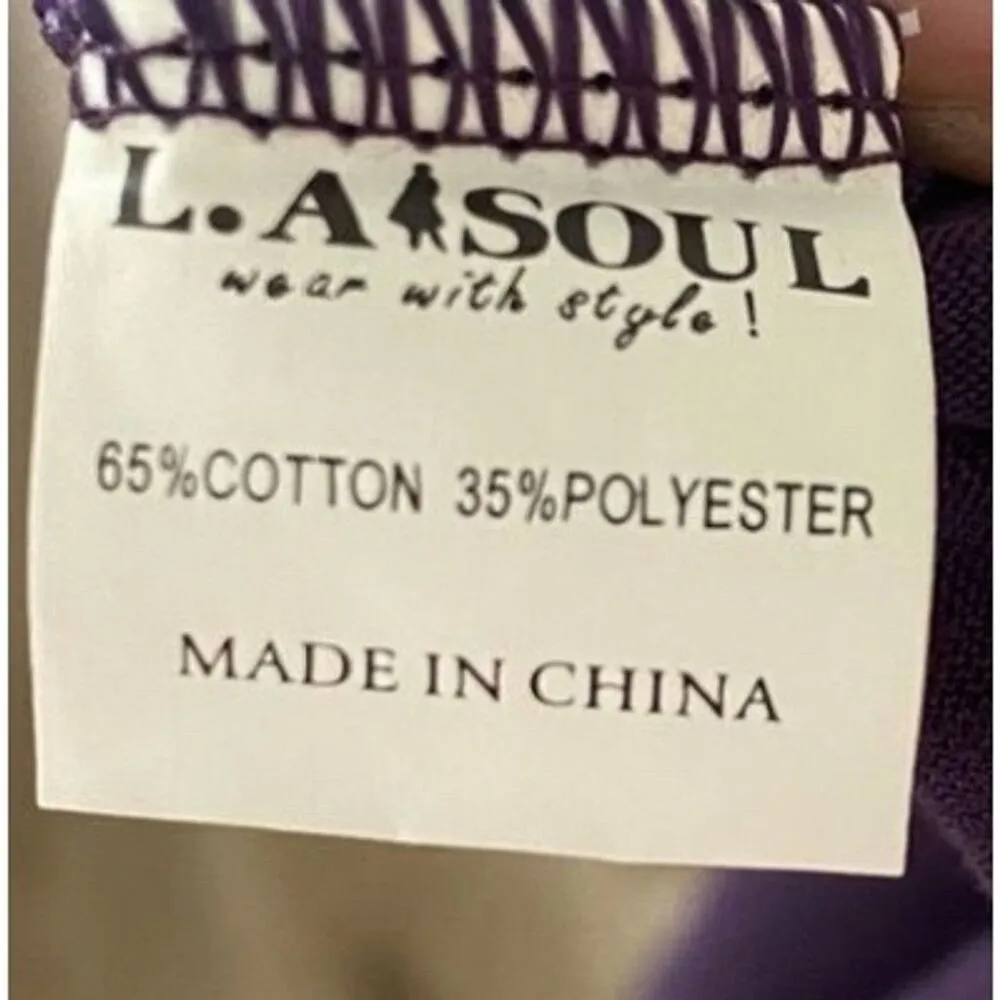 L.A SOUL
wear with style!
65%COTTON 35%POLYESTER
MADE IN CHINA